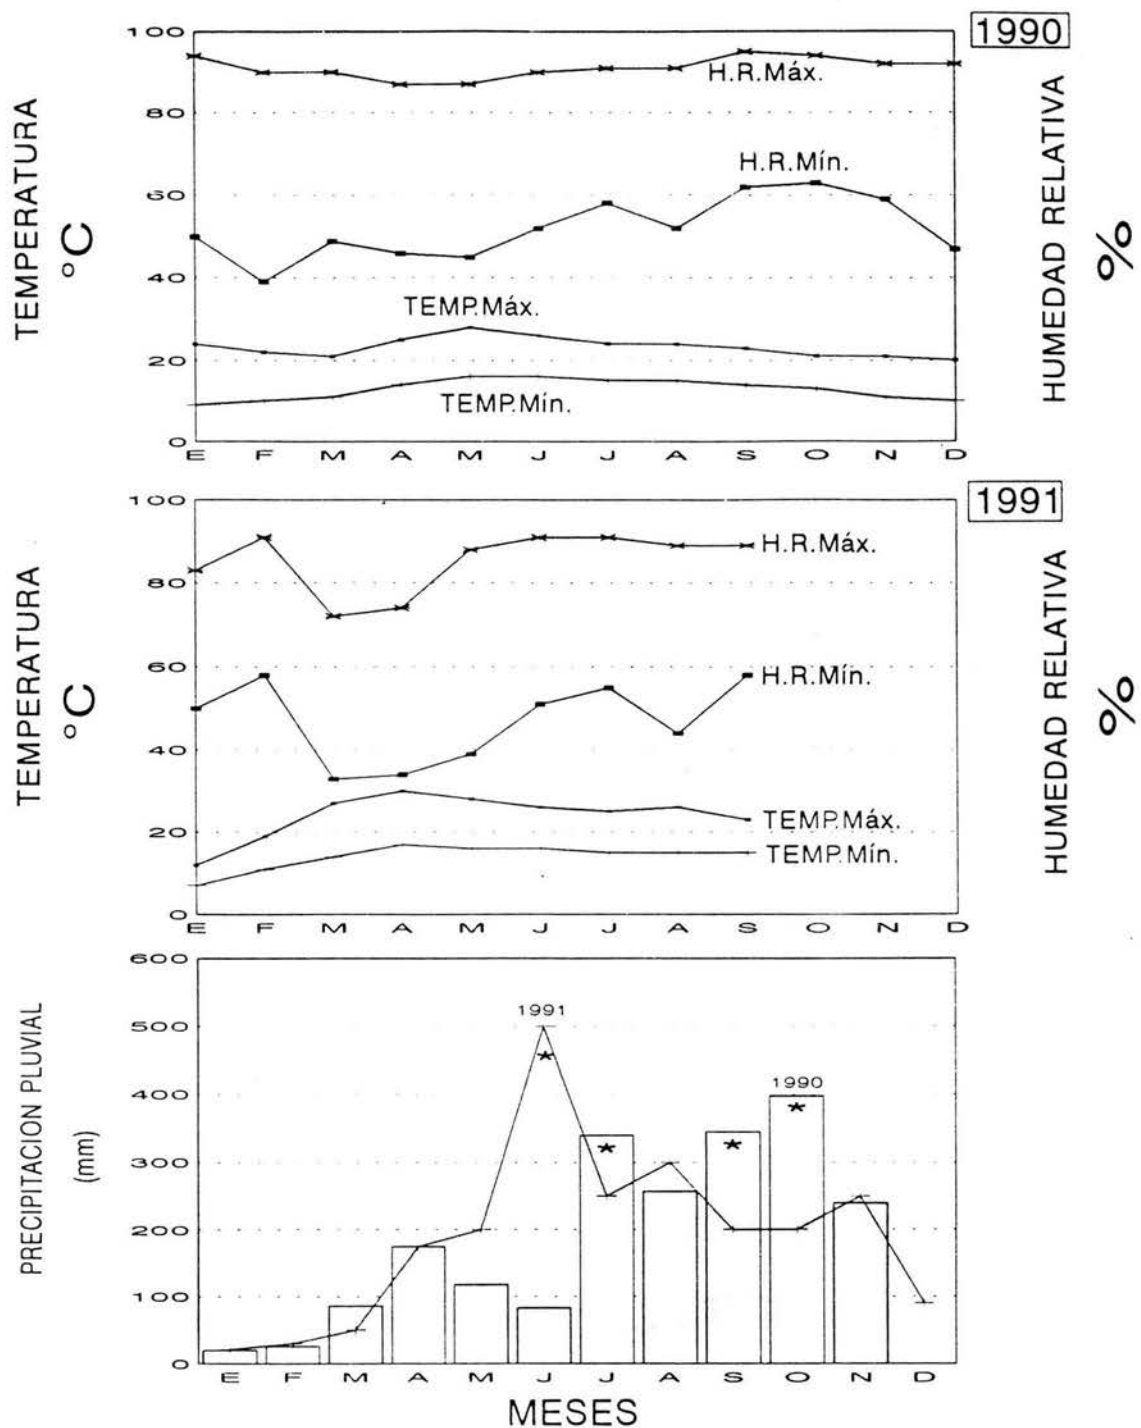 1990
TEMPERATURA
°C
HUMEDAD RELATIVA
%
100
80
60
40
20
0
H.R.Máx.
H.R.Mín.
TEMP.Máx.
TEMP.Mín.
E F M A M J J A S O N D
1991
TEMPERATURA
°C
HUMEDAD RELATIVA
%
100
80
60
40
20
0
H.R.Máx.
H.R.Mín.
TEMP.Máx.
TEMP.Mín.
E F M A M J J A S O N D
PRECIPITACION PLUVIAL
(mm)
600
500
400
300
200
100
0
1991
1990
E F M A M J J A S O N D
MESES